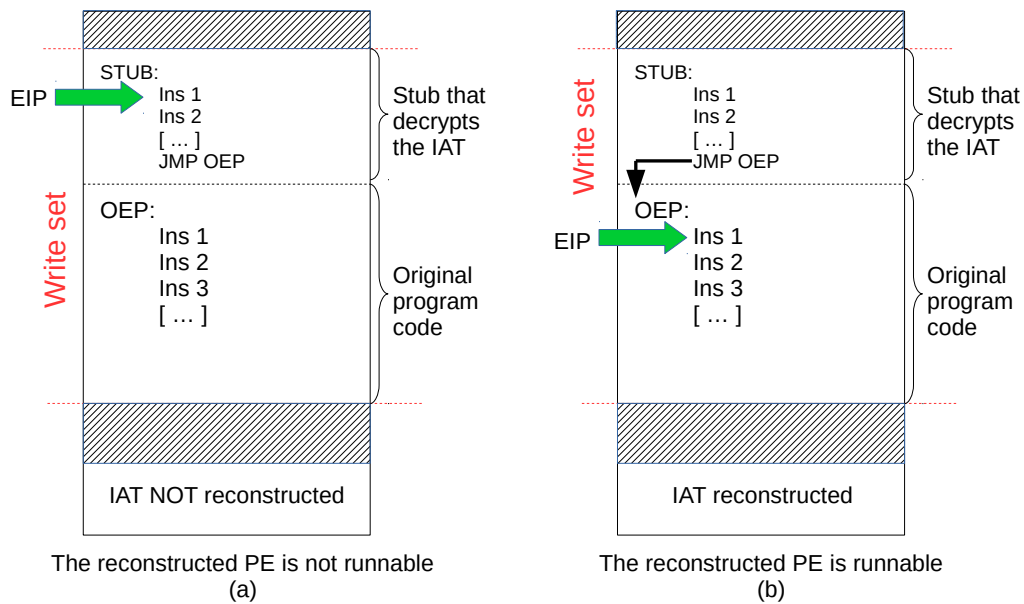 STUB:
EIP
Ins 1
Ins 2
[ ... ]
JMP OEP
Stub that
decrypts
the IAT
Write set
OEP:
Ins 1
Ins 2
Ins 3
[ ... ]
Original
program
code
IAT NOT reconstructed
The reconstructed PE is not runnable
(a)
STUB:
Ins 1
Ins 2
[ ... ]
JMP OEP
Stub that
decrypts
the IAT
Write set
OEP:
EIP
Ins 1
Ins 2
Ins 3
[ ... ]
Original
program
code
IAT reconstructed
The reconstructed PE is runnable
(b)